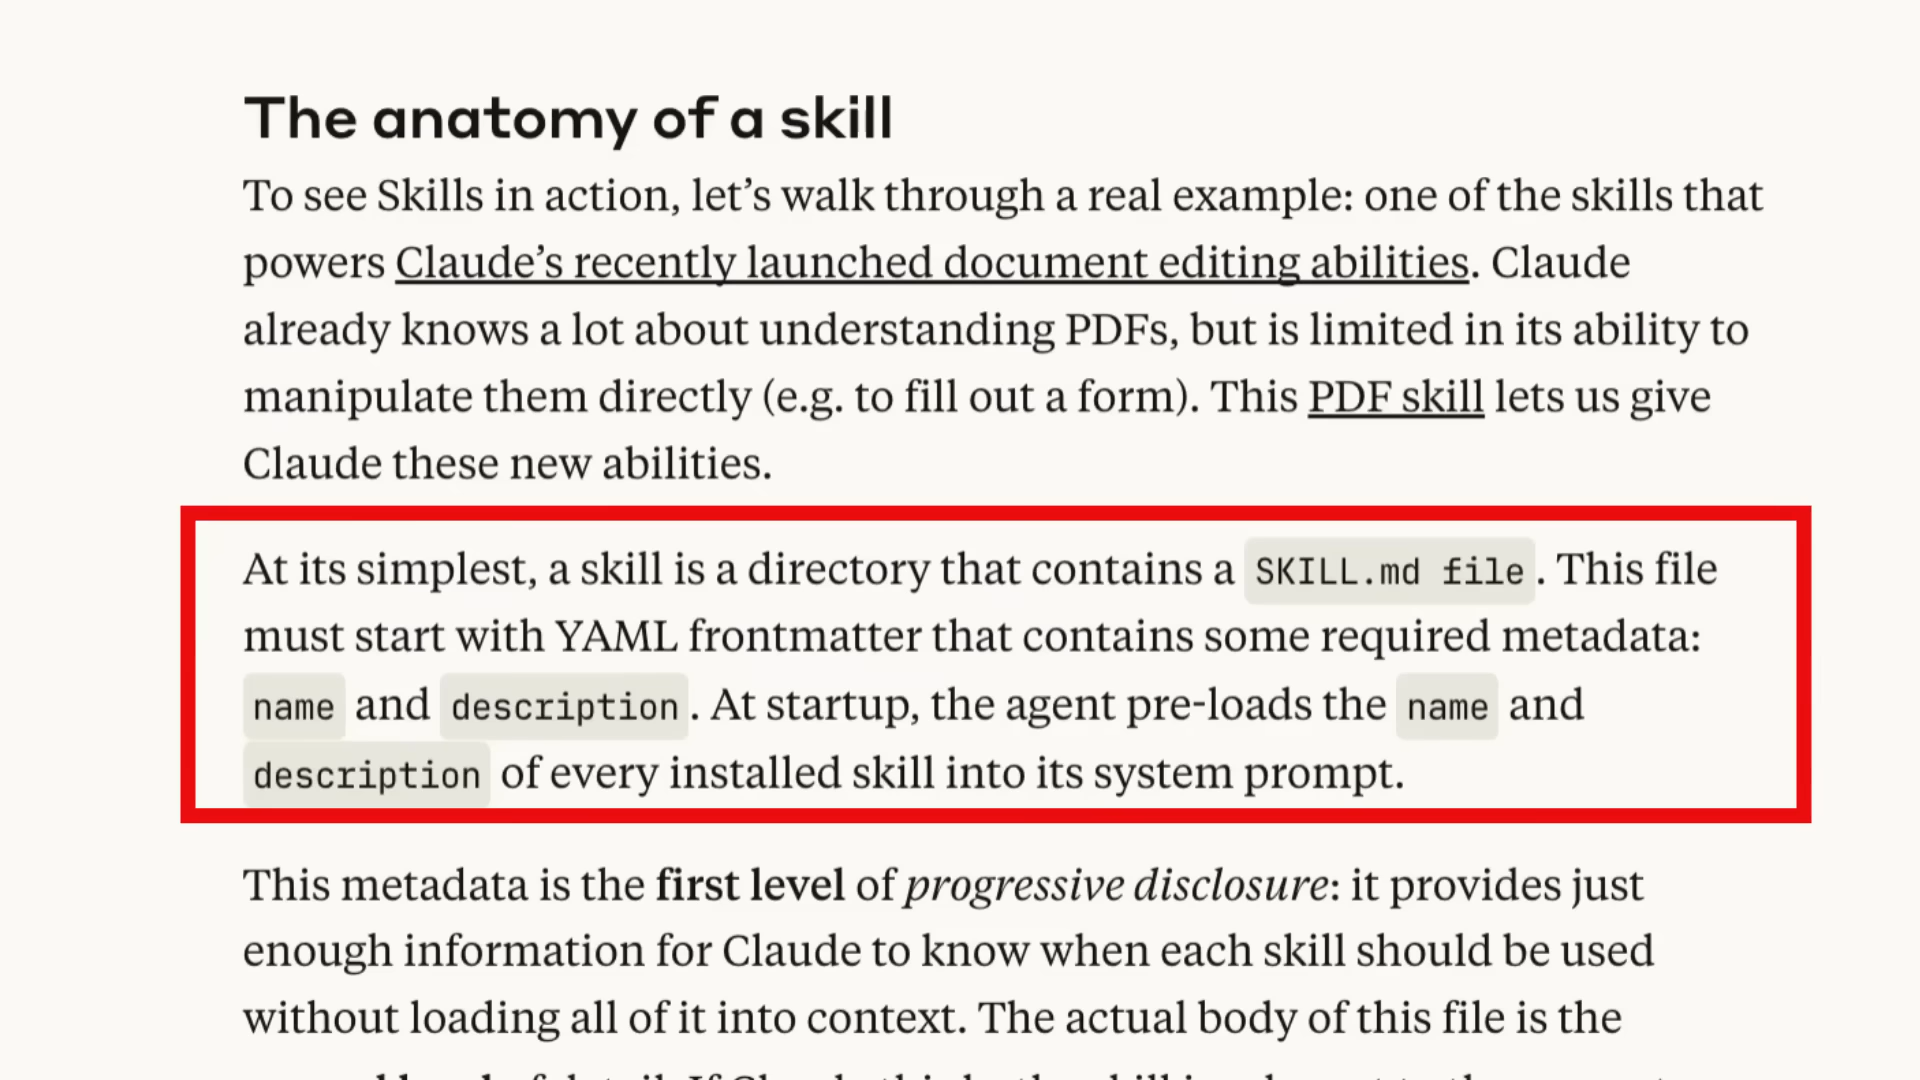 The anatomy of a skill
To see Skills in action, let’s walk through a real example: one of the skills that
powers Claude’s recently launched document editing abilities. Claude
already knows a lot about understanding PDFs, but is limited in its ability to
manipulate them directly (e.g. to fill out a form). This PDF skill lets us give
Claude these new abilities.
At its simplest, a skill is a directory that contains a SKILL.md file. This file
must start with YAML frontmatter that contains some required metadata:
name and description. At startup, the agent pre-loads the name and
description of every installed skill into its system prompt.
This metadata is the first level of progressive disclosure: it provides just
enough information for Claude to know when each skill should be used
without loading all of it into context. The actual body of this file is the